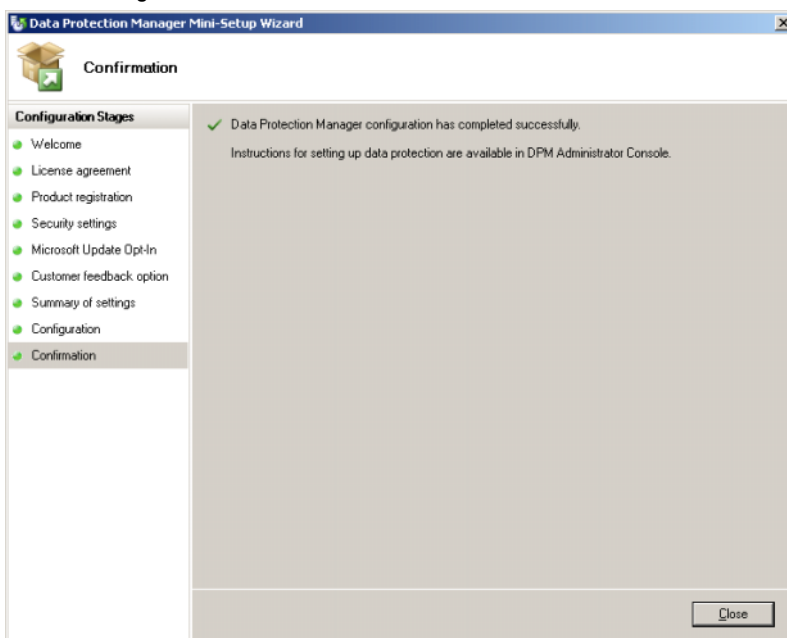 Data Protection Manager Mini-Setup Wizard
Confirmation
Configuration Stages
Welcome
License agreement
Product registration
Security settings
Microsoft Update Opt-In
Customer feedback option
Summary of settings
Configuration
Confirmation
Data Protection Manager configuration has completed successfully.
Instructions for setting up data protection are available in DPM Administrator Console.
Close